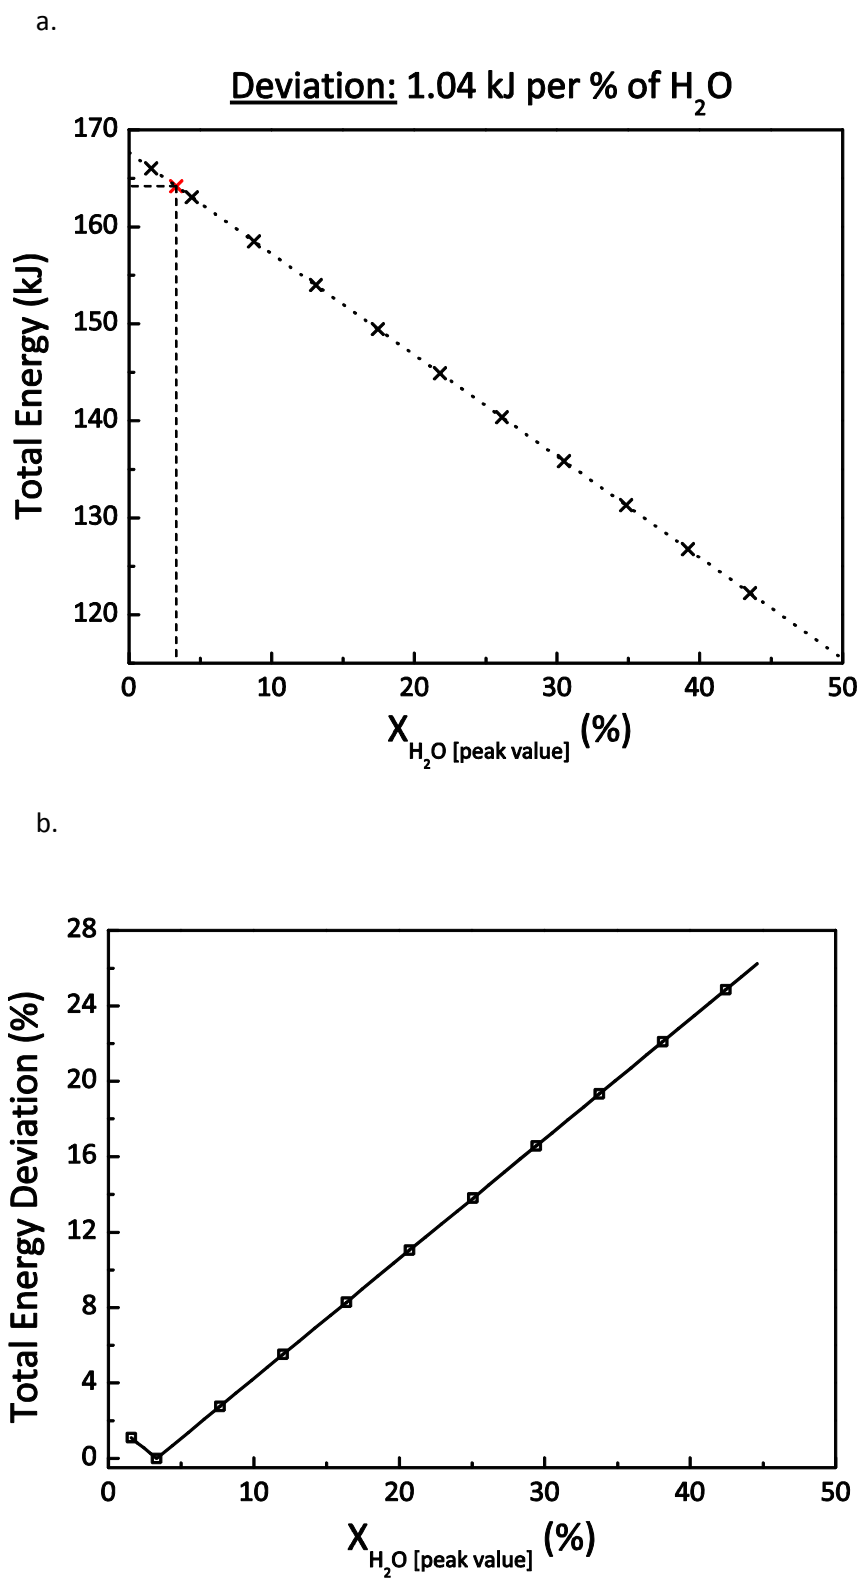 a.
Deviation: 1.04 kJ per % of H₂O
170
160
150
140
130
120
Total Energy (kJ)
0 10 20 30 40 50
X_H₂O [peak value] (%)
b.
28
24
20
16
12
8
4
0
Total Energy Deviation (%)
0 10 20 30 40 50
X_H₂O [peak value] (%)